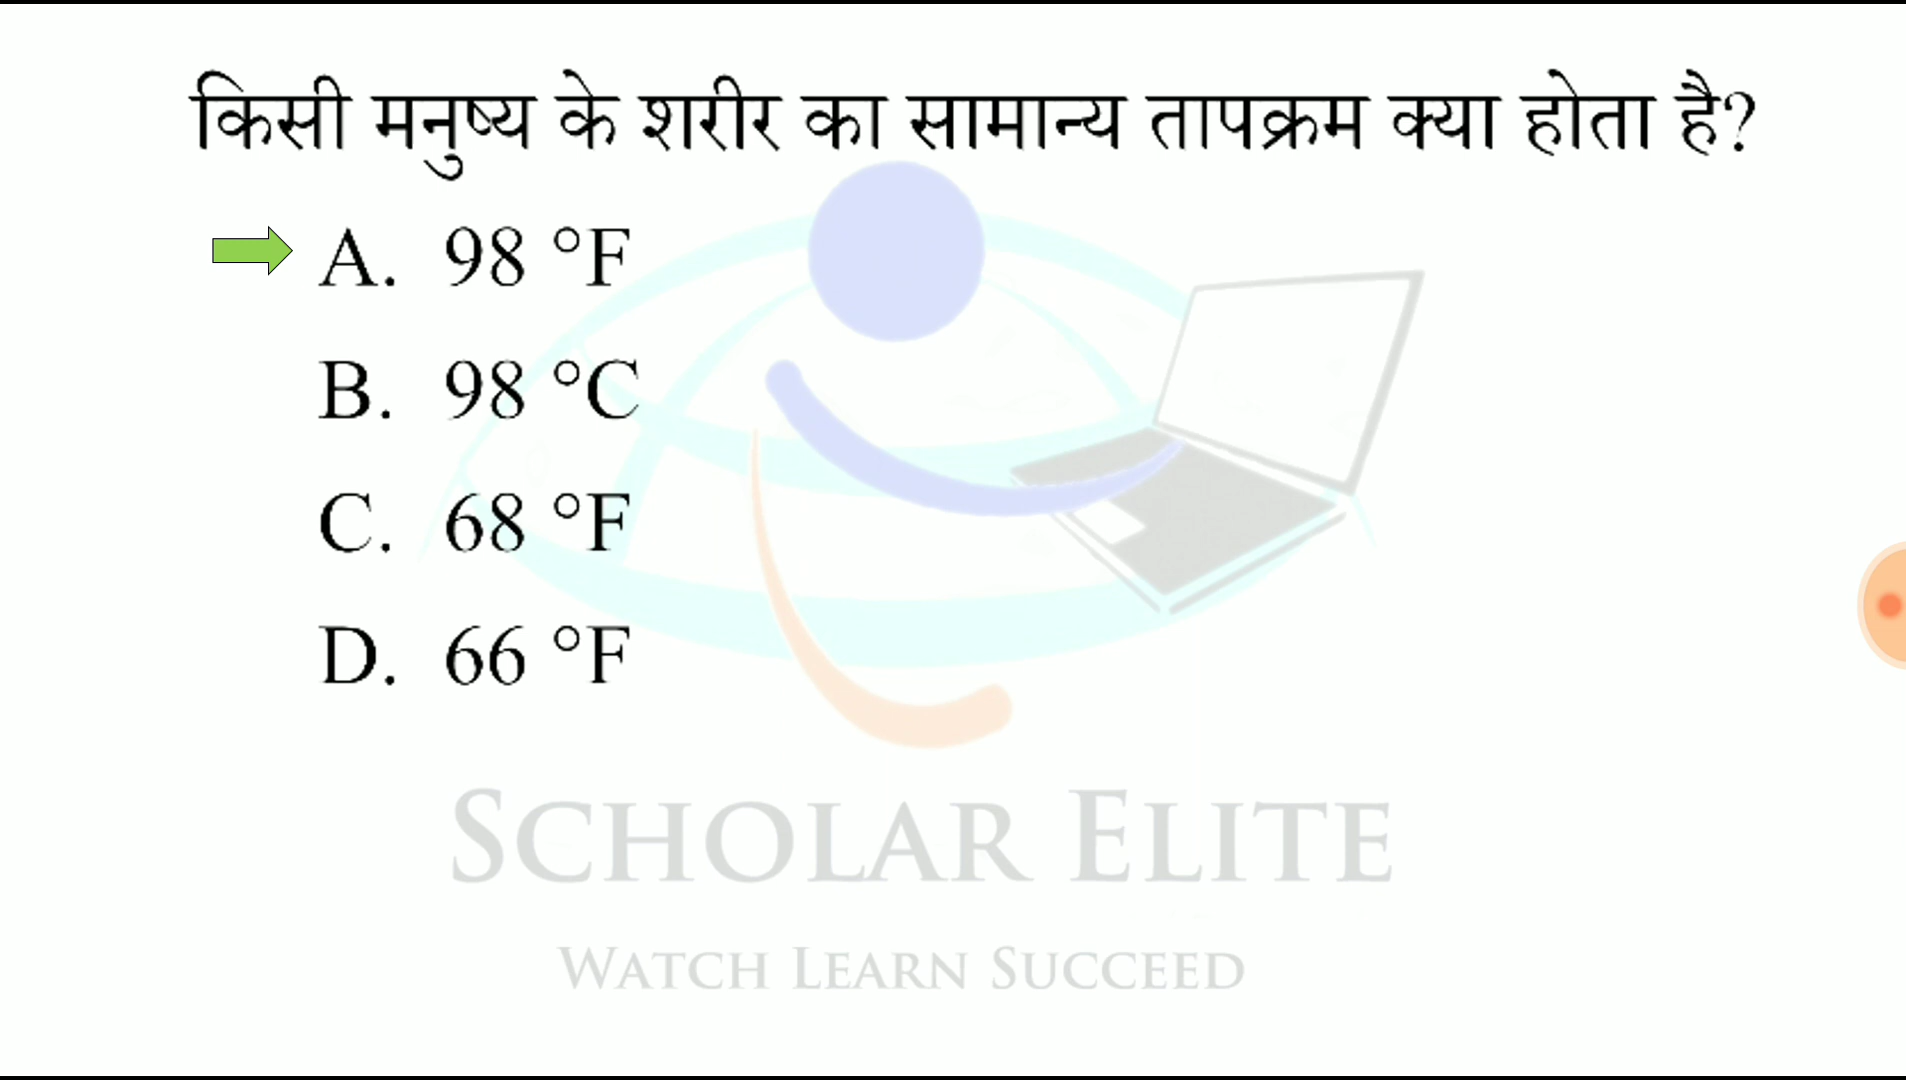 किसी मनुष्य के शरीर का सामान्य तापक्रम क्या होता है?
A. 98 °F
B. 98 °C
C. 68 °F
D. 66 °F
SCHOLAR ELITE
WATCH LEARN SUCCEED